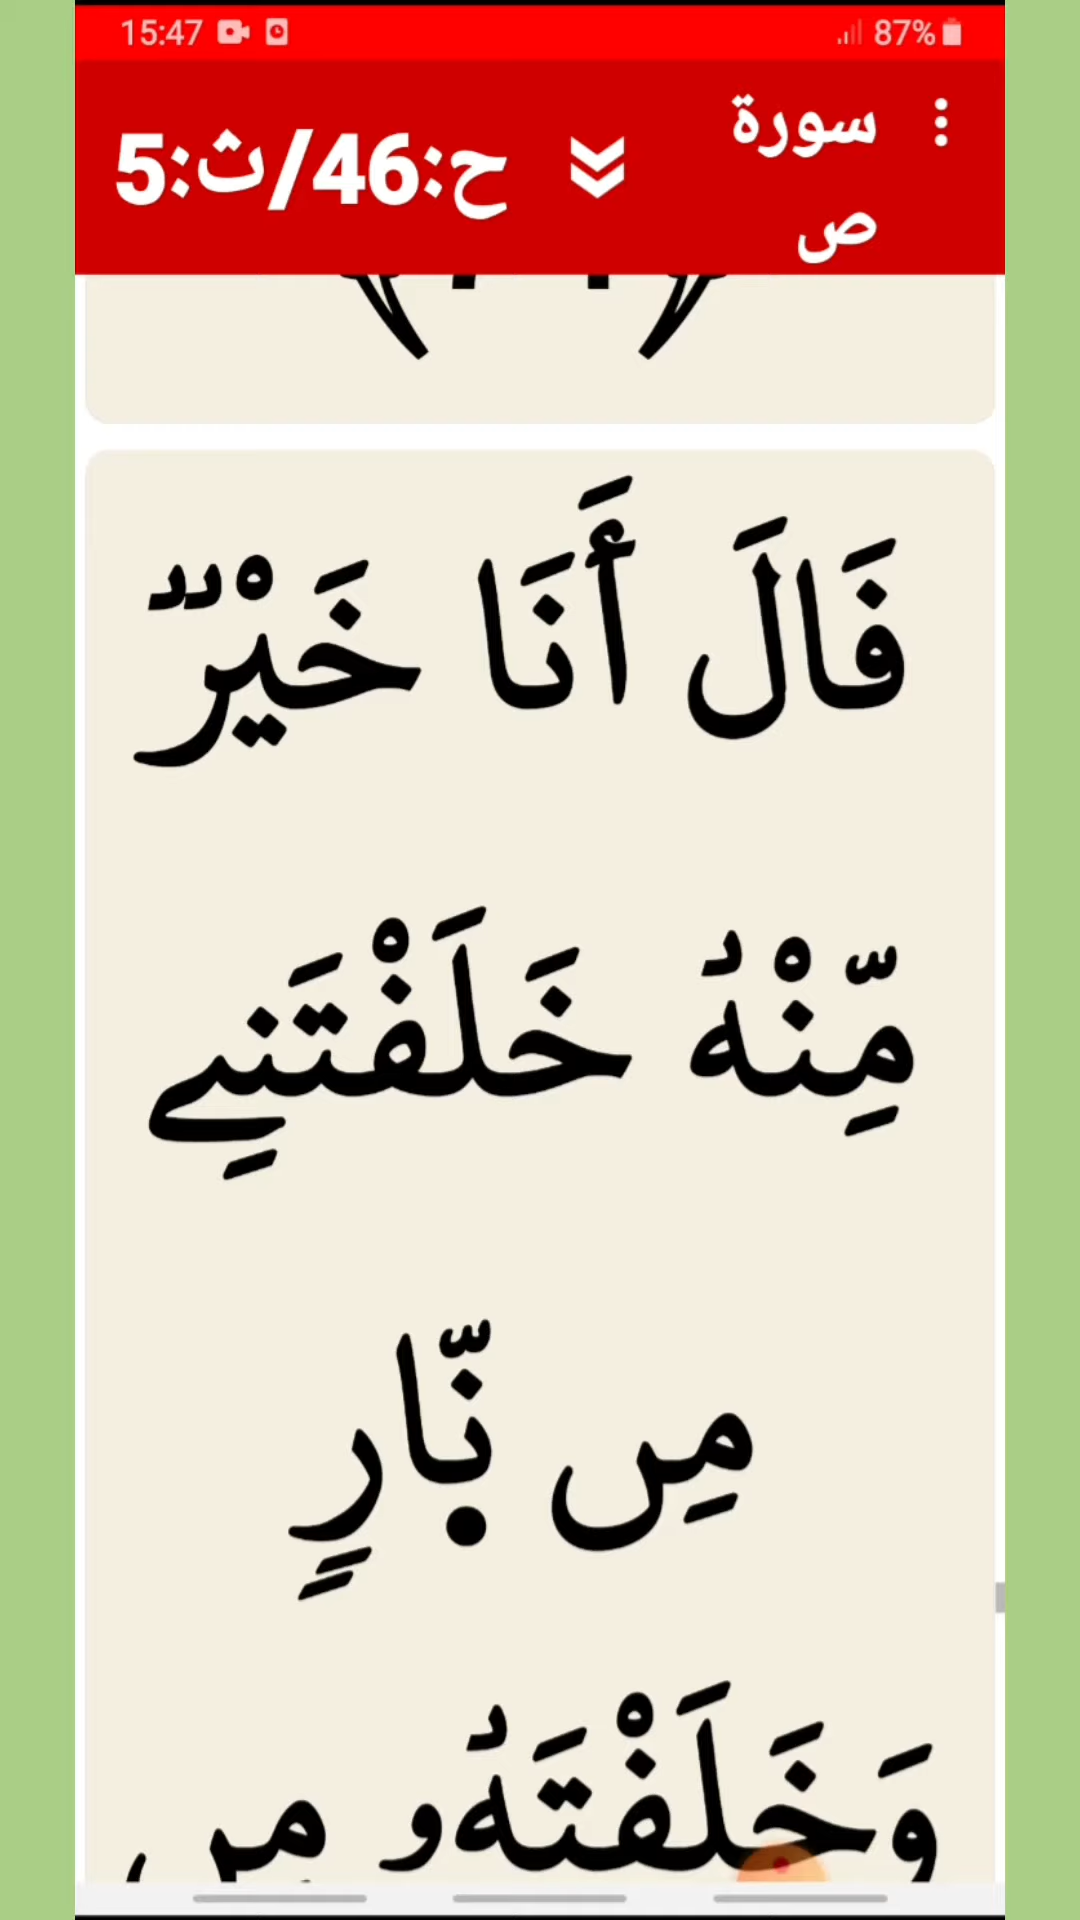 15:47 87%
سورة
ص
ح:46/ث:5
فَالَ أَنَا خَيْرٌ
مِّنْهُ خَلَفْتَنِے
مِں نّ۪ارٍ
وَخَلَفْتَهُۥ مِں